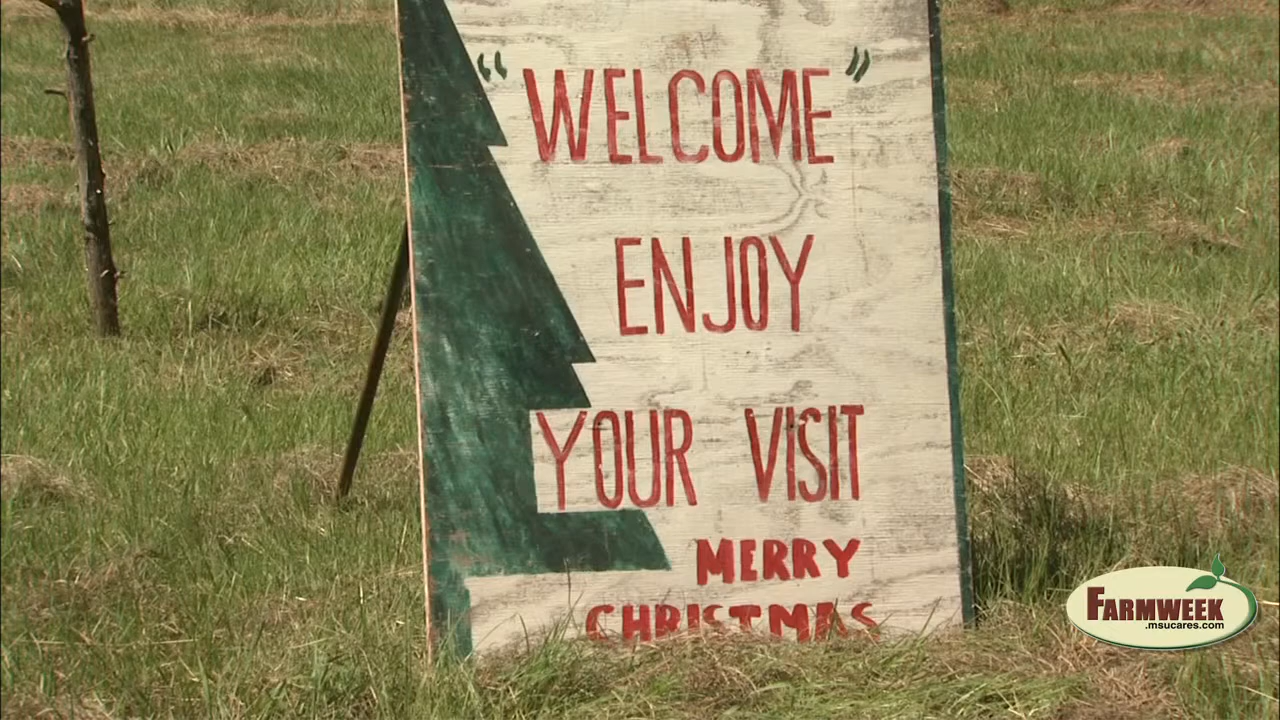 "WELCOME"
ENJOY
YOUR VISIT
MERRY
CHRISTMAS
FARMWEEK
.msucares.com